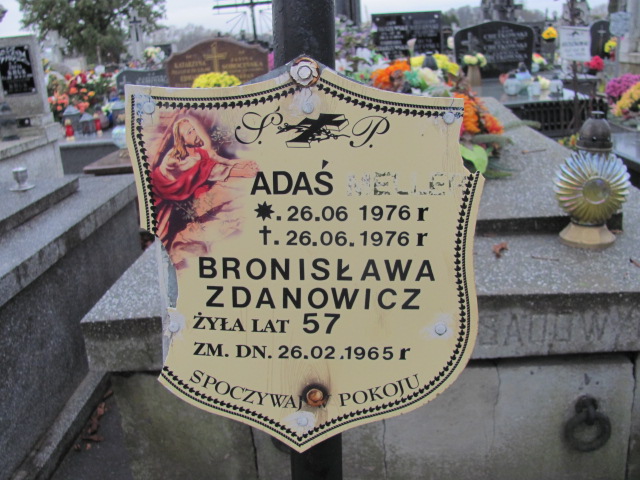 Ś. P.
ADAŚ MELLER
✷. 26.06 1976 r
†. 26.06.1976 r
BRONISŁAWA
ZDANOWICZ
ŻYŁA LAT 57
ZM. DN. 26.02.1965 r
SPOCZYWAJ POKOJU